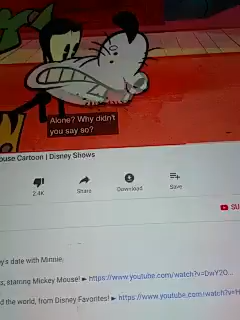 Alone? Why didn't
you say so?
ouse Cartoon | Disney Shows
2.4K
Share
Download
Save
SU
y's date with Minnie.
s, starring Mickey Mouse! ► https://www.youtube.com/watch?v=DwY2O...
d the world, from Disney Favorites! ► https://www.youtube.com/watch?v=H